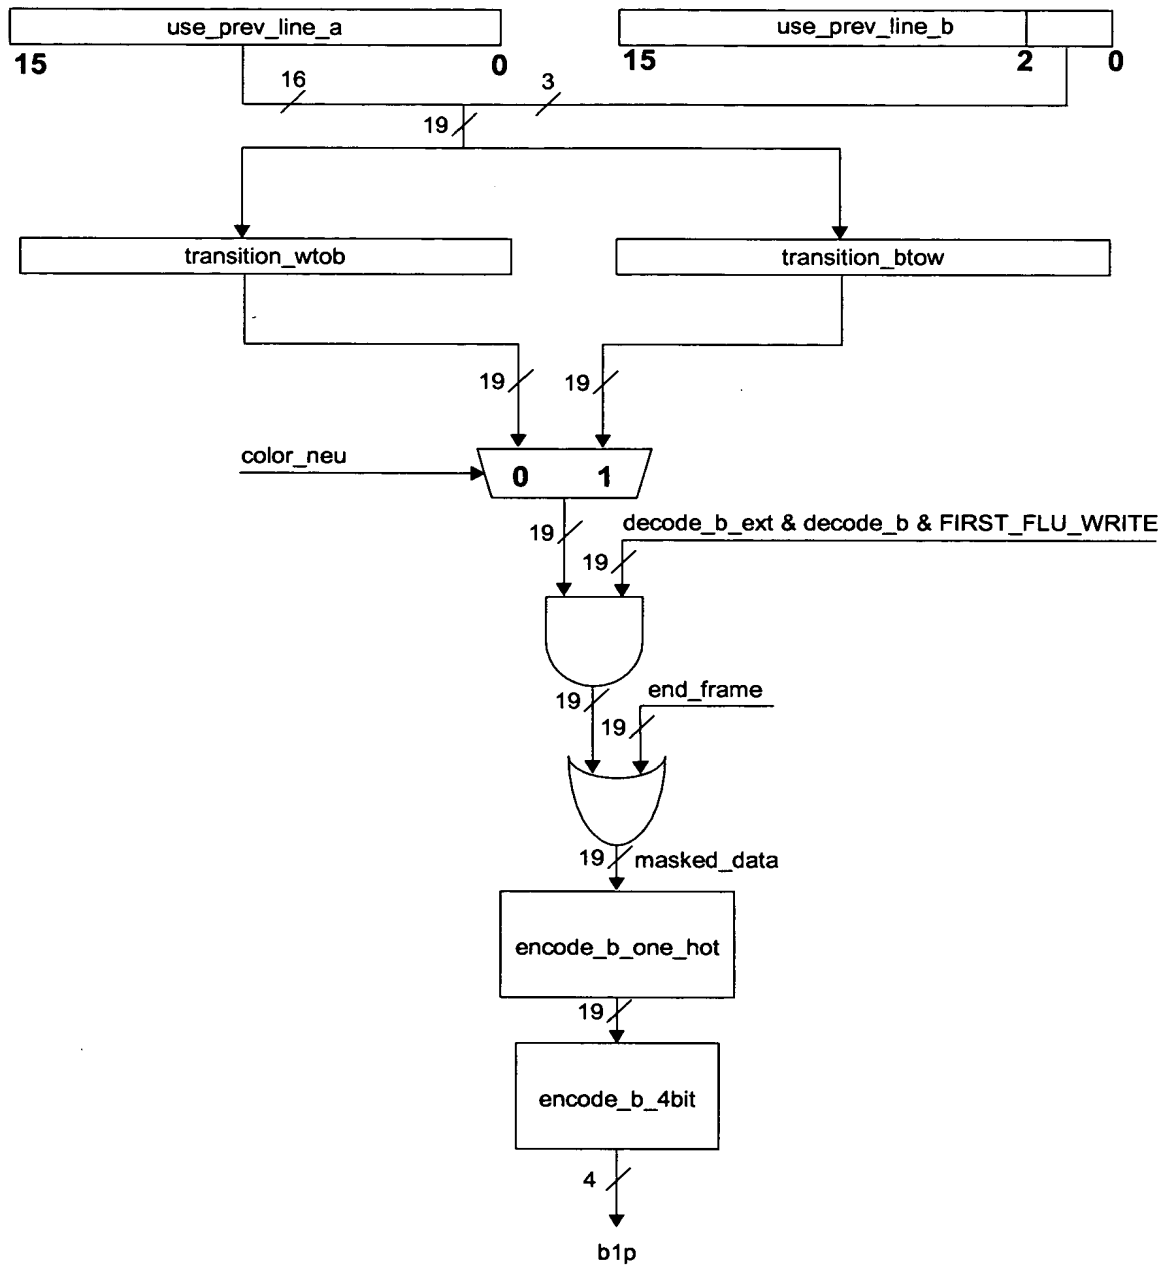 use_prev_line_a
use_prev_line_b
15
0
15
2
0
16
3
19
transition_wtob
transition_btow
19
19
color_neu
0
1
19
decode_b_ext & decode_b & FIRST_FLU_WRITE
19
19
end_frame
19
19
masked_data
encode_b_one_hot
19
encode_b_4bit
4
b1p